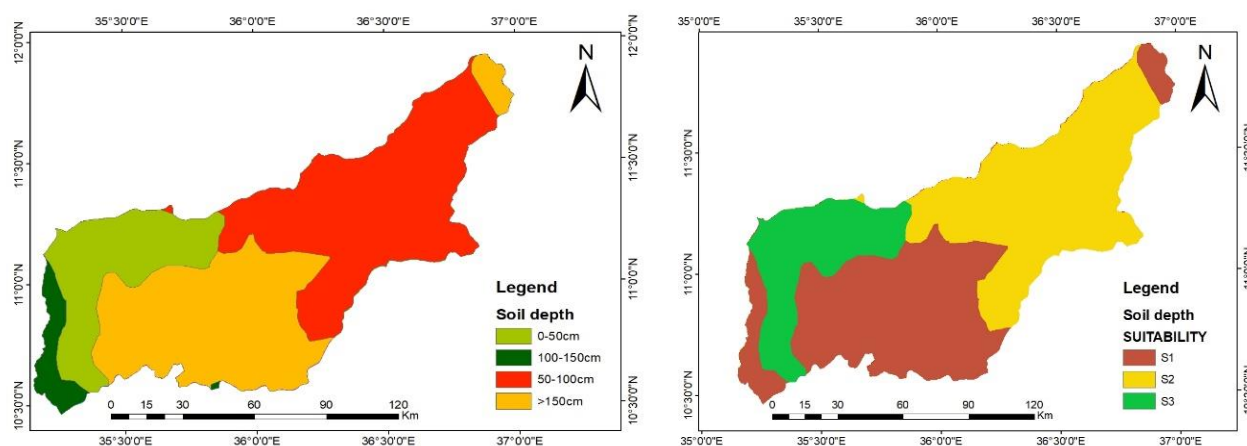 35°30'0"E 36°0'0"E 36°30'0"E 37°0'0"E
12°0'0"N
11°30'0"N
11°0'0"N
10°30'0"N
N
12°0'0"N
11°30'0"N
11°0'0"N
10°30'0"N
Legend
Soil depth
0-50cm
100-150cm
50-100cm
>150cm
0 15 30 60 90 120
Km
35°30'0"E 36°0'0"E 36°30'0"E 37°0'0"E
35°0'0"E 35°30'0"E 36°0'0"E 36°30'0"E 37°0'0"E
11°30'0"N
11°0'0"N
10°30'0"N
N
11°0'0"N
Legend
Soil depth
SUITABILITY
S1
S2
S3
0 15 30 60 90 120
Km
35°0'0"E 35°30'0"E 36°0'0"E 36°30'0"E 37°0'0"E